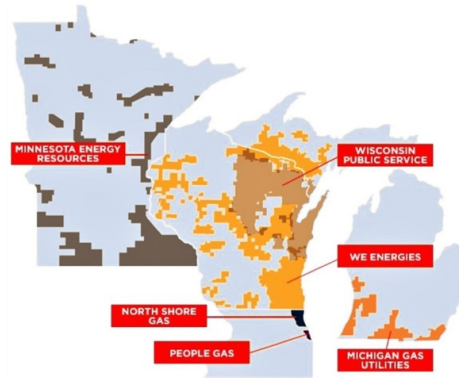 MINNESOTA ENERGY
RESOURCES
WISCONSIN
PUBLIC SERVICE
WE ENERGIES
NORTH SHORE
GAS
PEOPLE GAS
MICHIGAN GAS
UTILITIES